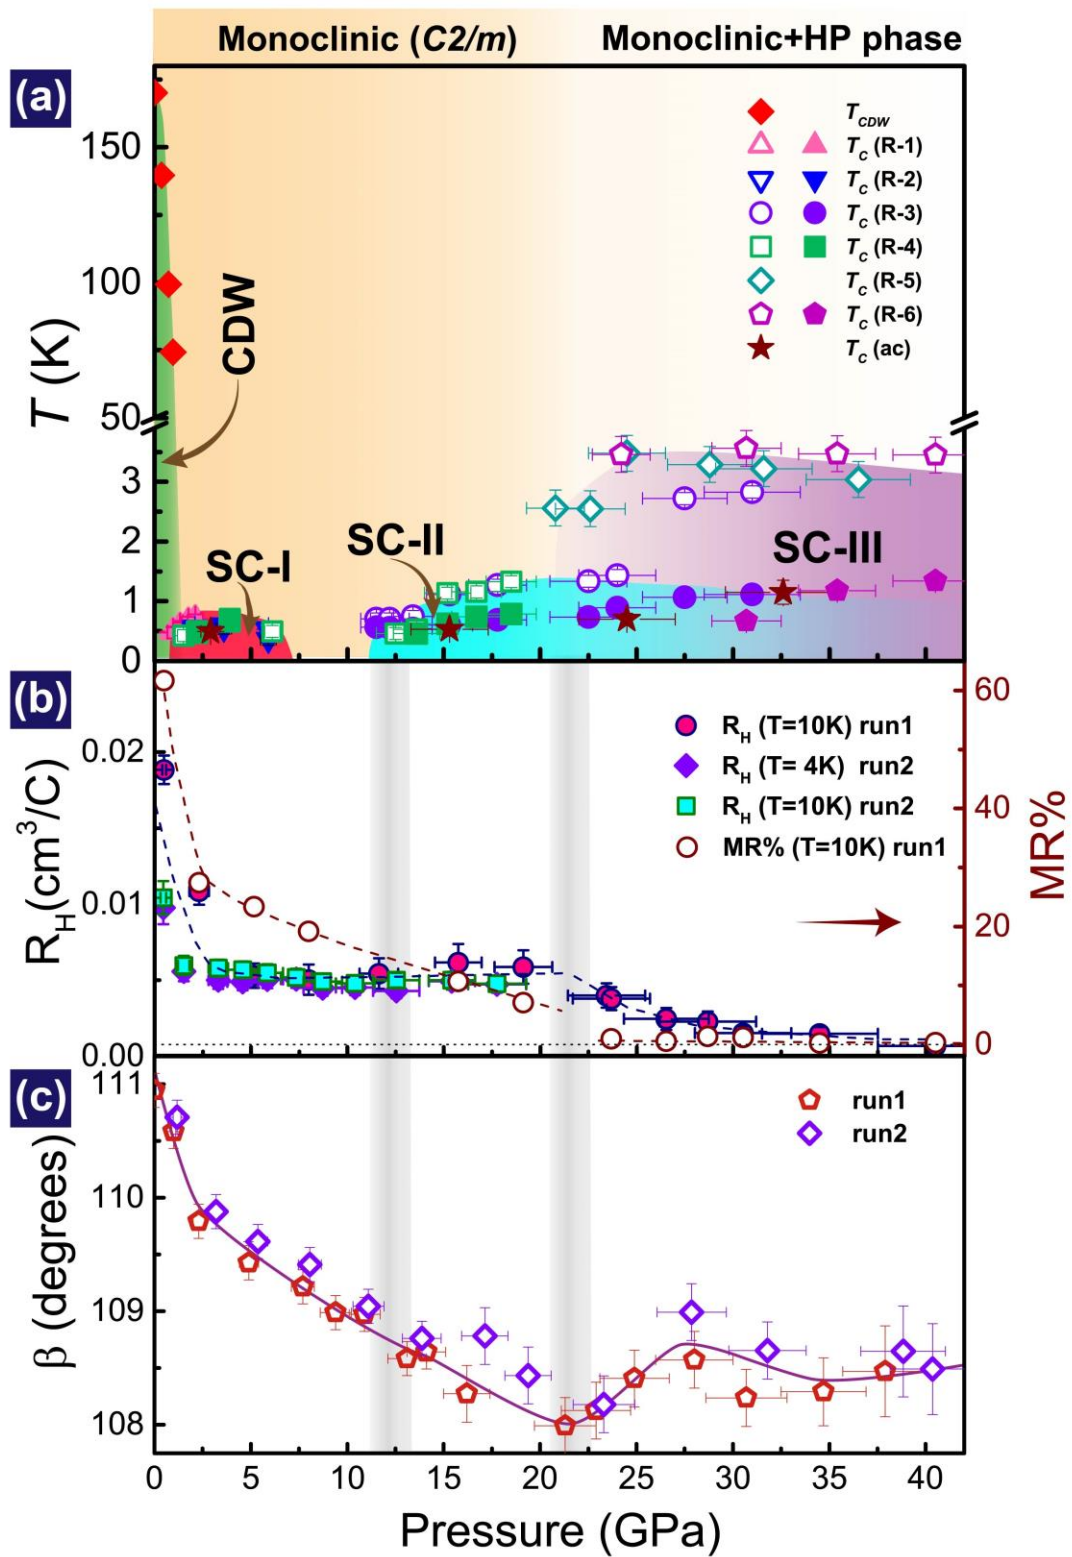 Monoclinic (C2/m) Monoclinic+HP phase
(a)
T (K)
150
100
50
3
2
1
0
T_CDW
T_C (R-1)
T_C (R-2)
T_C (R-3)
T_C (R-4)
T_C (R-5)
T_C (R-6)
T_C (ac)
CDW
SC-I
SC-II
SC-III
(b)
R_H(cm³/C)
0.02
0.01
0.00
R_H (T=10K) run1
R_H (T= 4K) run2
R_H (T=10K) run2
MR% (T=10K) run1
60
40
20
0
MR%
(c)
β (degrees)
111
110
109
108
run1
run2
0 5 10 15 20 25 30 35 40
Pressure (GPa)